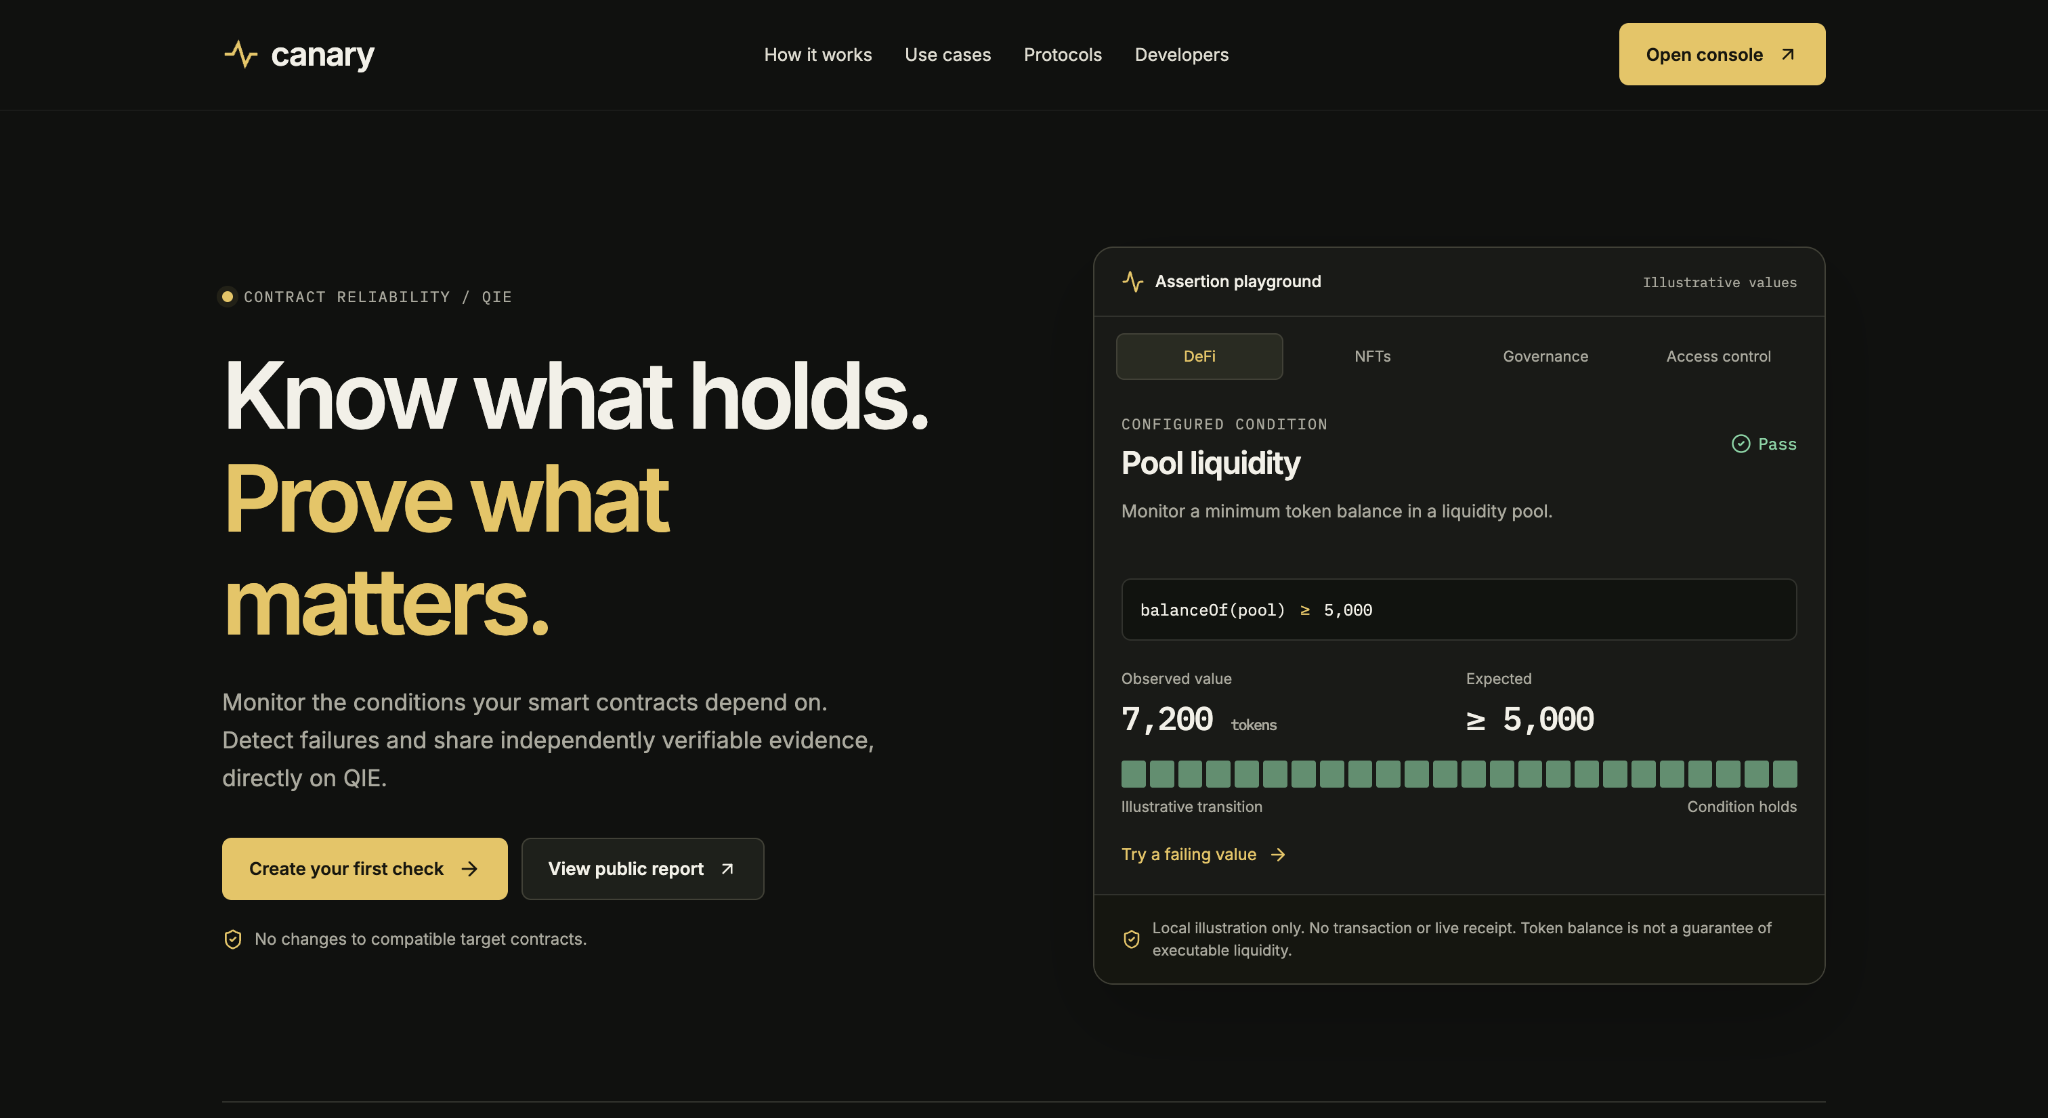 canary
How it works
Use cases
Protocols
Developers
Open console
CONTRACT RELIABILITY / QIE
Know what holds.
Prove what
matters.
Monitor the conditions your smart contracts depend on.
Detect failures and share independently verifiable evidence,
directly on QIE.
Create your first check
View public report
No changes to compatible target contracts.
Assertion playground
Illustrative values
DeFi
NFTs
Governance
Access control
CONFIGURED CONDITION
Pool liquidity
Pass
Monitor a minimum token balance in a liquidity pool.
balanceOf(pool) ≥ 5,000
Observed value
Expected
7,200 tokens
≥ 5,000
Illustrative transition
Condition holds
Try a failing value
Local illustration only. No transaction or live receipt. Token balance is not a guarantee of
executable liquidity.